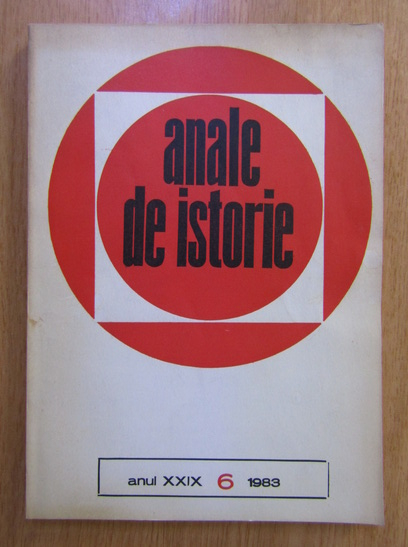 anale
de istorie
anul XXIX 6 1983